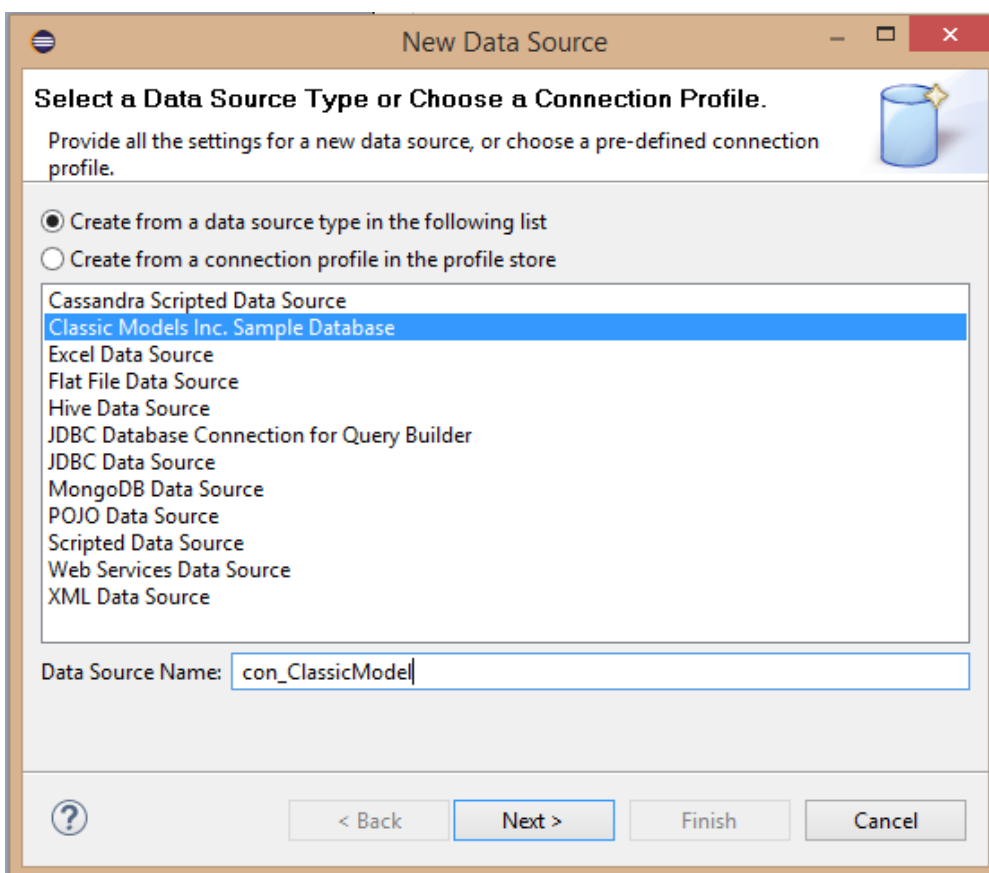 New Data Source
Select a Data Source Type or Choose a Connection Profile.
Provide all the settings for a new data source, or choose a pre-defined connection
profile.
Create from a data source type in the following list
Create from a connection profile in the profile store
Cassandra Scripted Data Source
Classic Models Inc. Sample Database
Excel Data Source
Flat File Data Source
Hive Data Source
JDBC Database Connection for Query Builder
JDBC Data Source
MongoDB Data Source
POJO Data Source
Scripted Data Source
Web Services Data Source
XML Data Source
Data Source Name: con_ClassicModel
? < Back Next > Finish Cancel